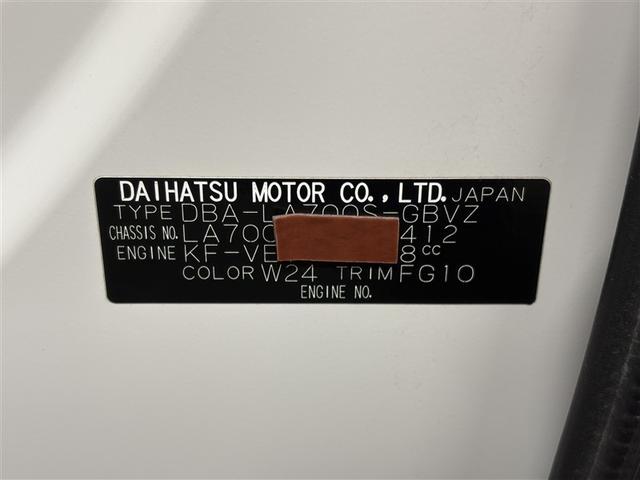 DAIHATSU MOTOR CO., LTD. JAPAN
TYPE DBA-LA700S-GBVZ
CHASSIS NO. LA700 412
ENGINE KF-VE 8cc
COLOR W24 TRIM FG10
ENGINE NO.